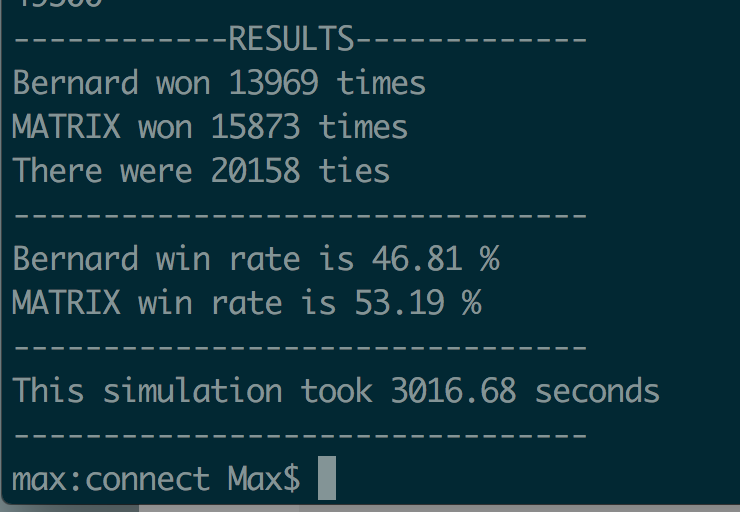 ------------RESULTS-------------
Bernard won 13969 times
MATRIX won 15873 times
There were 20158 ties
--------------------------------
Bernard win rate is 46.81 %
MATRIX win rate is 53.19 %
--------------------------------
This simulation took 3016.68 seconds
--------------------------------
max:connect Max$